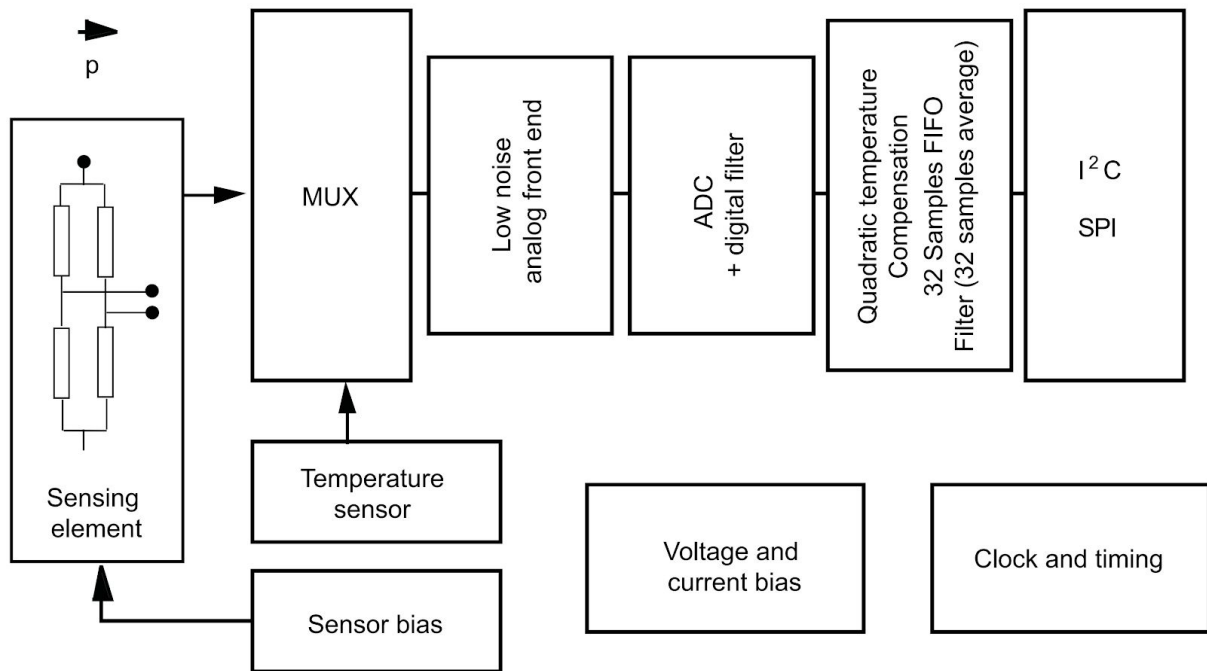 p
Sensing
element
MUX
Temperature
sensor
Sensor bias
Low noise
analog front end
ADC
+ digital filter
Quadratic temperature
Compensation
32 Samples FIFO
Filter (32 samples average)
I²C
SPI
Voltage and
current bias
Clock and timing